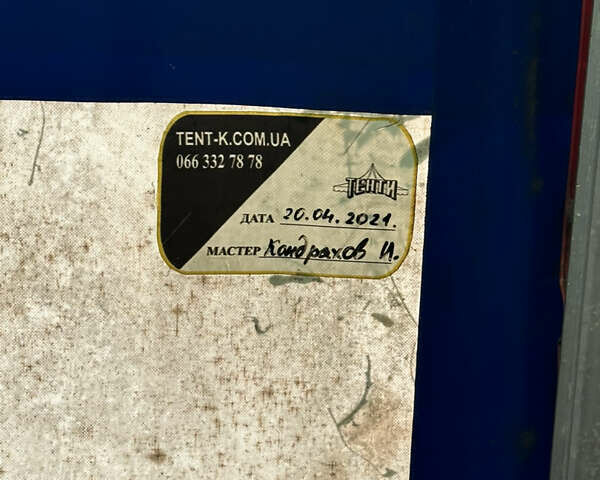 TENT-K.COM.UA
066 332 78 78
ТЕНТИ
ДАТА 20.04.2021.
МАСТЕР Кондрахов И.